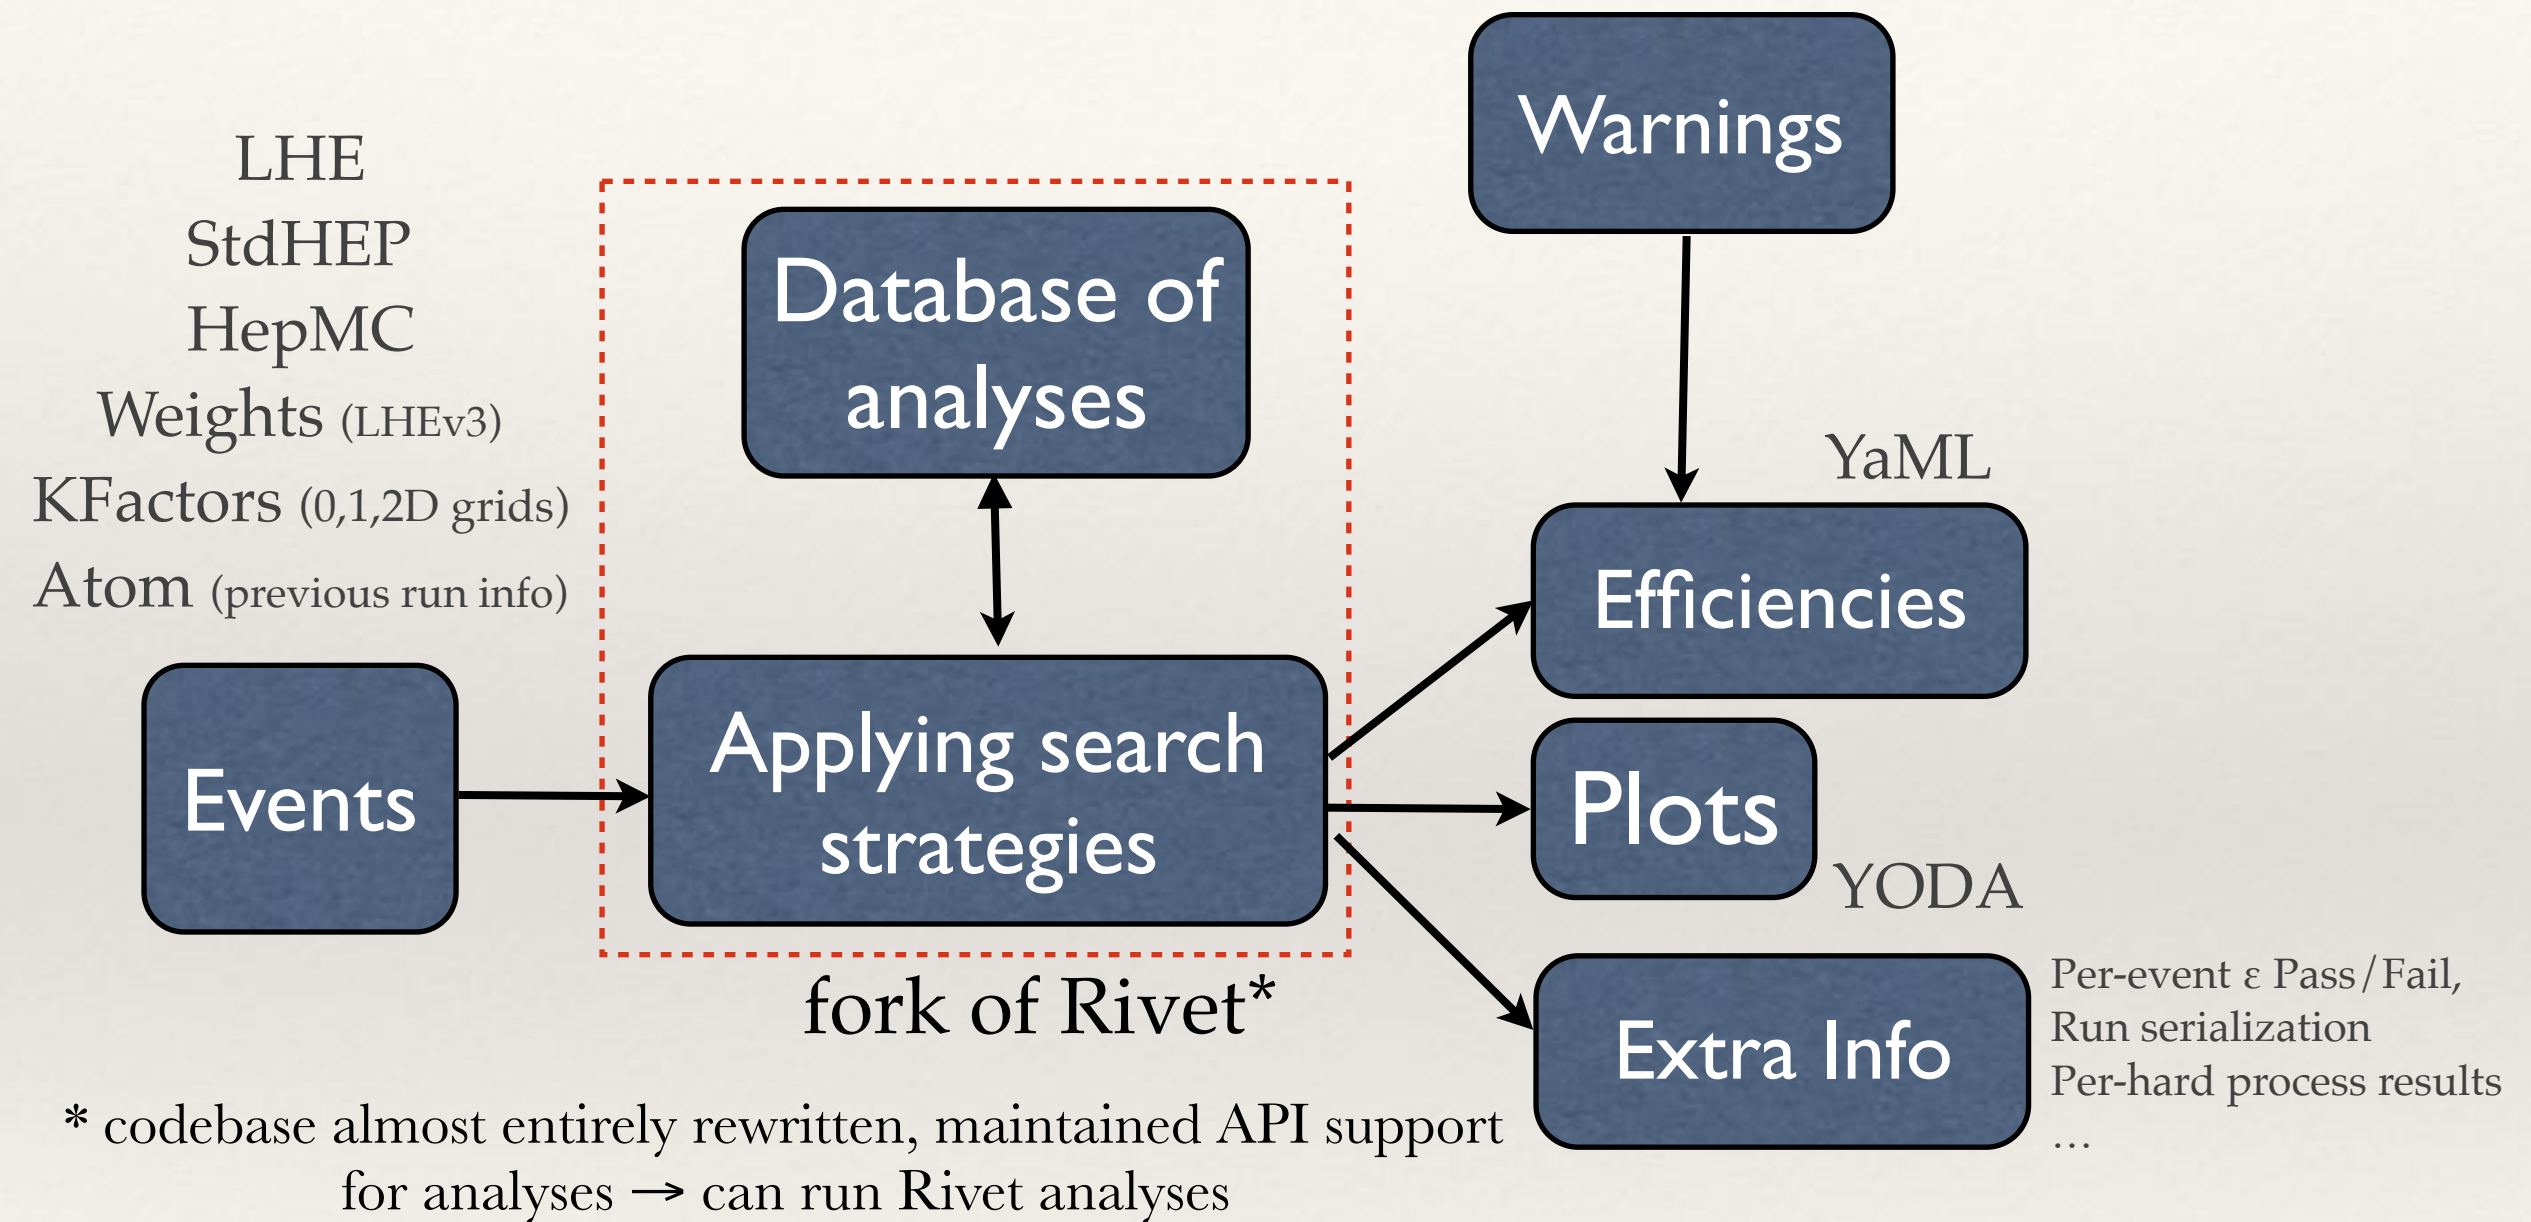 LHE
StdHEP
HepMC
Weights (LHEv3)
KFactors (0,1,2D grids)
Atom (previous run info)
Events
Database of
analyses
Applying search
strategies
fork of Rivet*
Warnings
YaML
Efficiencies
Plots
YODA
Extra Info
Per-event ε Pass/Fail,
Run serialization
Per-hard process results
...
* codebase almost entirely rewritten, maintained API support
for analyses → can run Rivet analyses